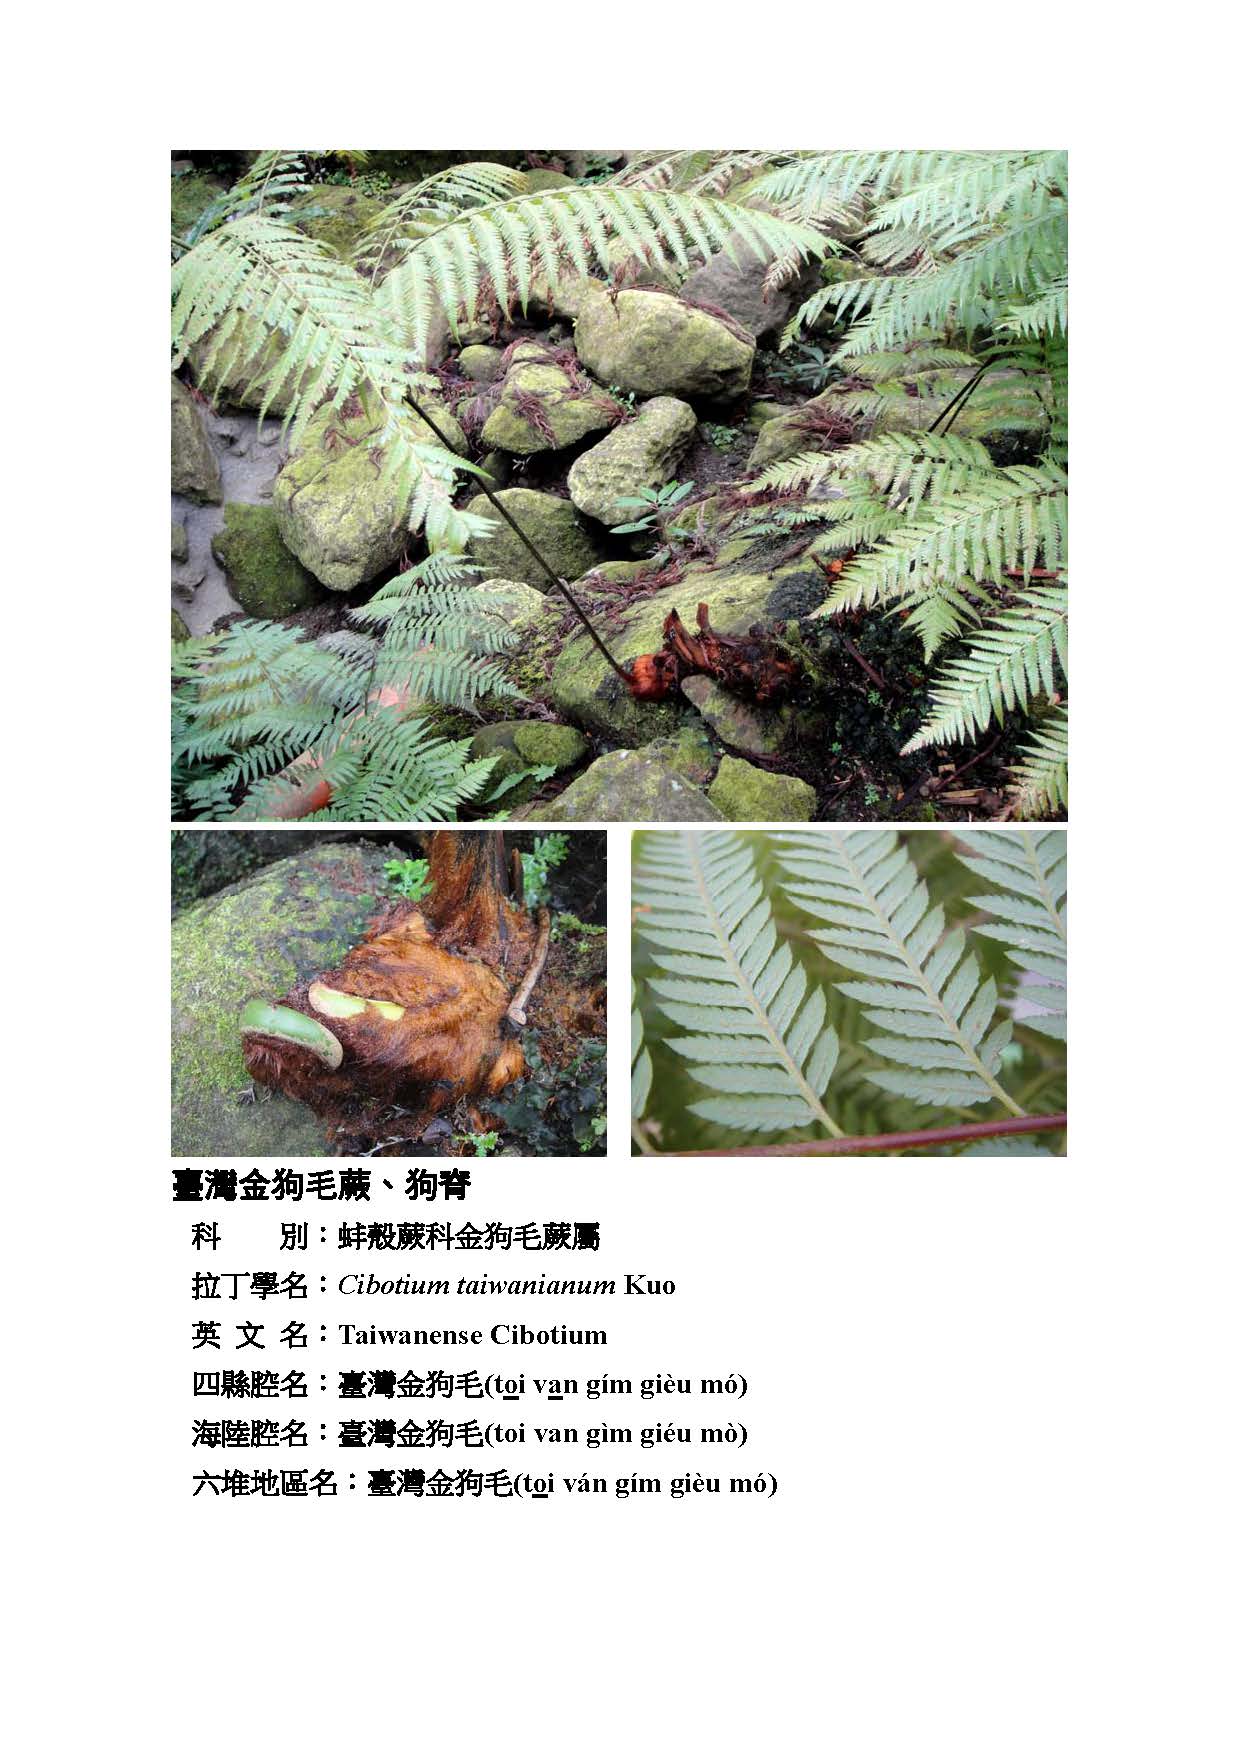 臺灣金狗毛蕨、狗脊
科　　別：蚌殼蕨科金狗毛蕨屬
拉丁學名：Cibotium taiwanianum Kuo
英 文 名：Taiwanense Cibotium
四縣腔名：臺灣金狗毛(to̲i va̲n gím gièu mó)
海陸腔名：臺灣金狗毛(toi van gìm giéu mò)
六堆地區名：臺灣金狗毛(to̲i ván gím gièu mó)